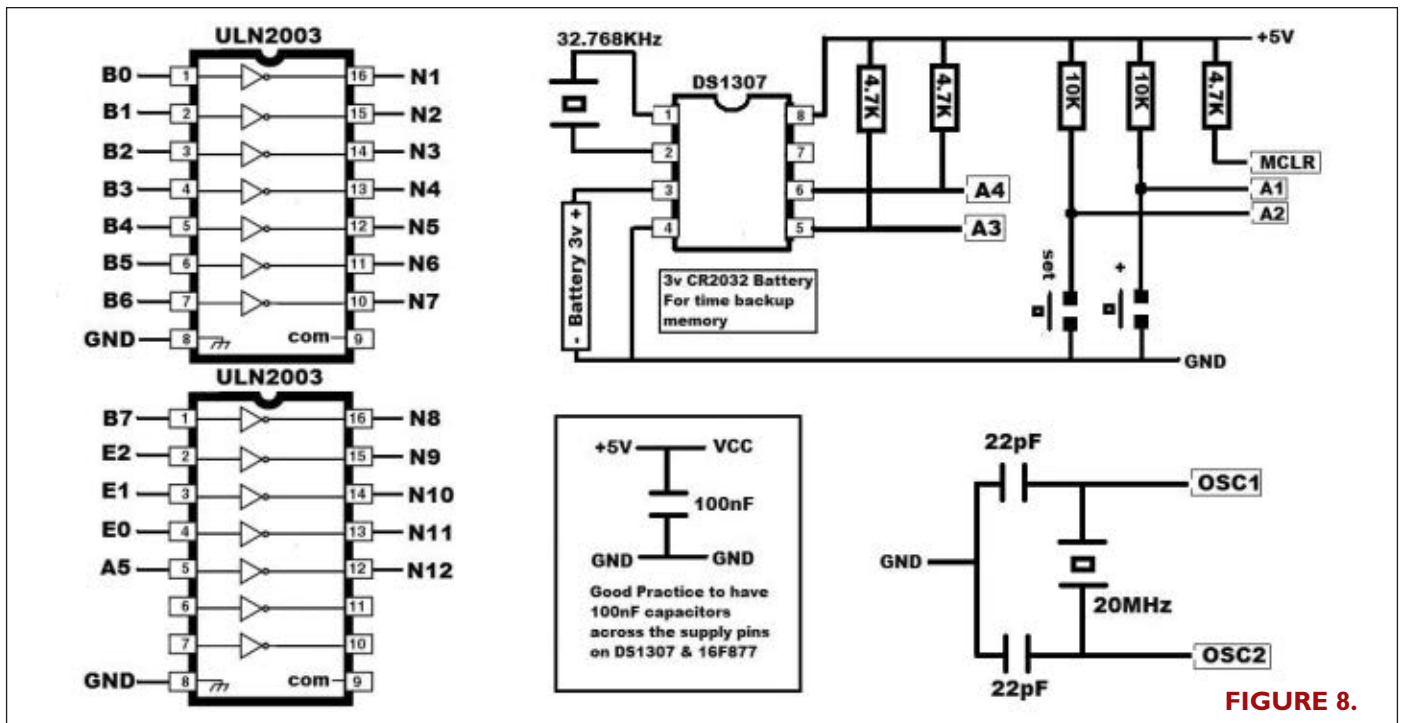 ULN2003
B0 1 16 N1
B1 2 15 N2
B2 3 14 N3
B3 4 13 N4
B4 5 12 N5
B5 6 11 N6
B6 7 10 N7
GND 8 com 9
ULN2003
B7 1 16 N8
E2 2 15 N9
E1 3 14 N10
E0 4 13 N11
A5 5 12 N12
6 11
7 10
GND 8 com 9
32.768KHz
DS1307
1 8
2 7
3 6
4 5
- Battery 3v +
3v CR2032 Battery
For time backup
memory
+5V
4.7K
4.7K
10K
10K
4.7K
MCLR
A1
A2
A4
A3
set
+
GND
+5V VCC
100nF
GND GND
Good Practice to have
100nF capacitors
across the supply pins
on DS1307 & 16F877
22pF
OSC1
GND
20MHz
OSC2
22pF
FIGURE 8.